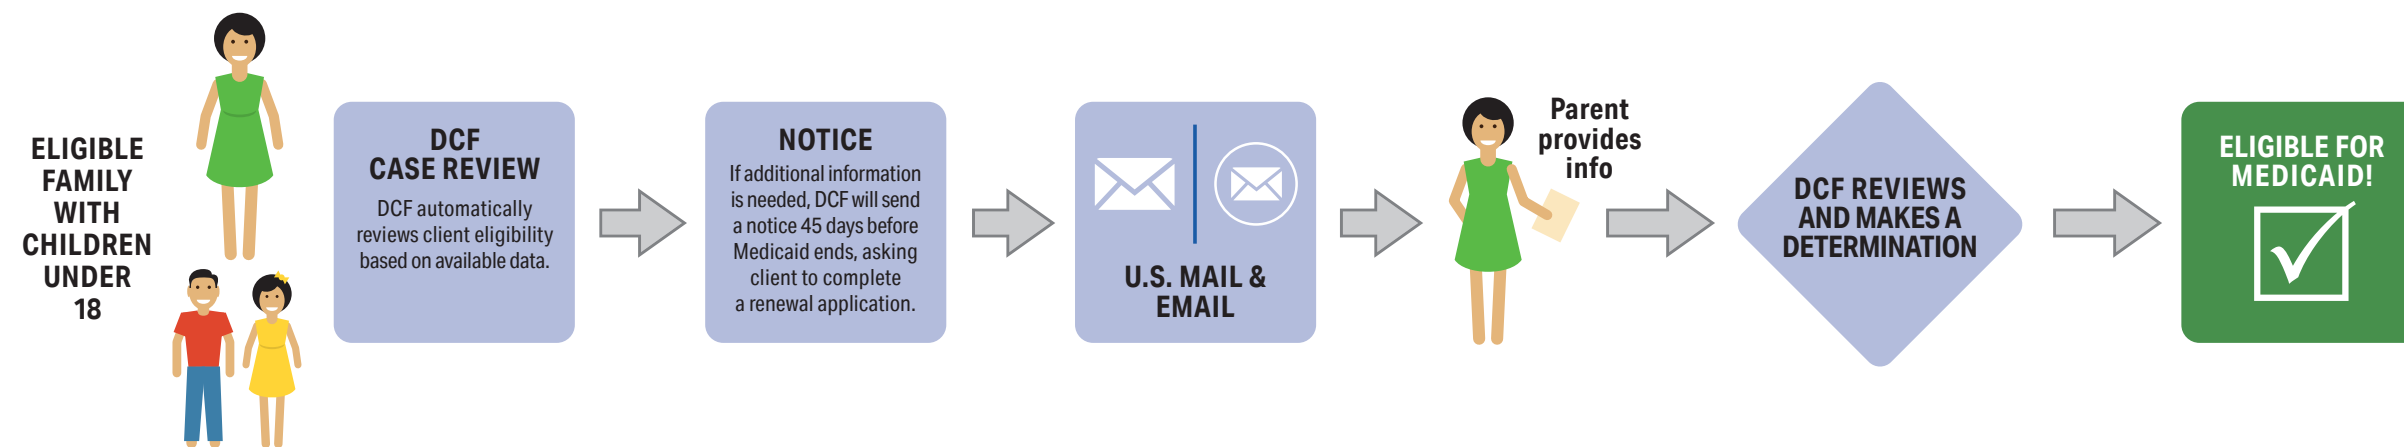 ELIGIBLE
FAMILY
WITH
CHILDREN
UNDER
18
DCF
CASE REVIEW
DCF automatically
reviews client eligibility
based on available data.
NOTICE
If additional information
is needed, DCF will send
a notice 45 days before
Medicaid ends, asking
client to complete
a renewal application.
U.S. MAIL &
EMAIL
Parent
provides
info
DCF REVIEWS
AND MAKES A
DETERMINATION
ELIGIBLE FOR
MEDICAID!